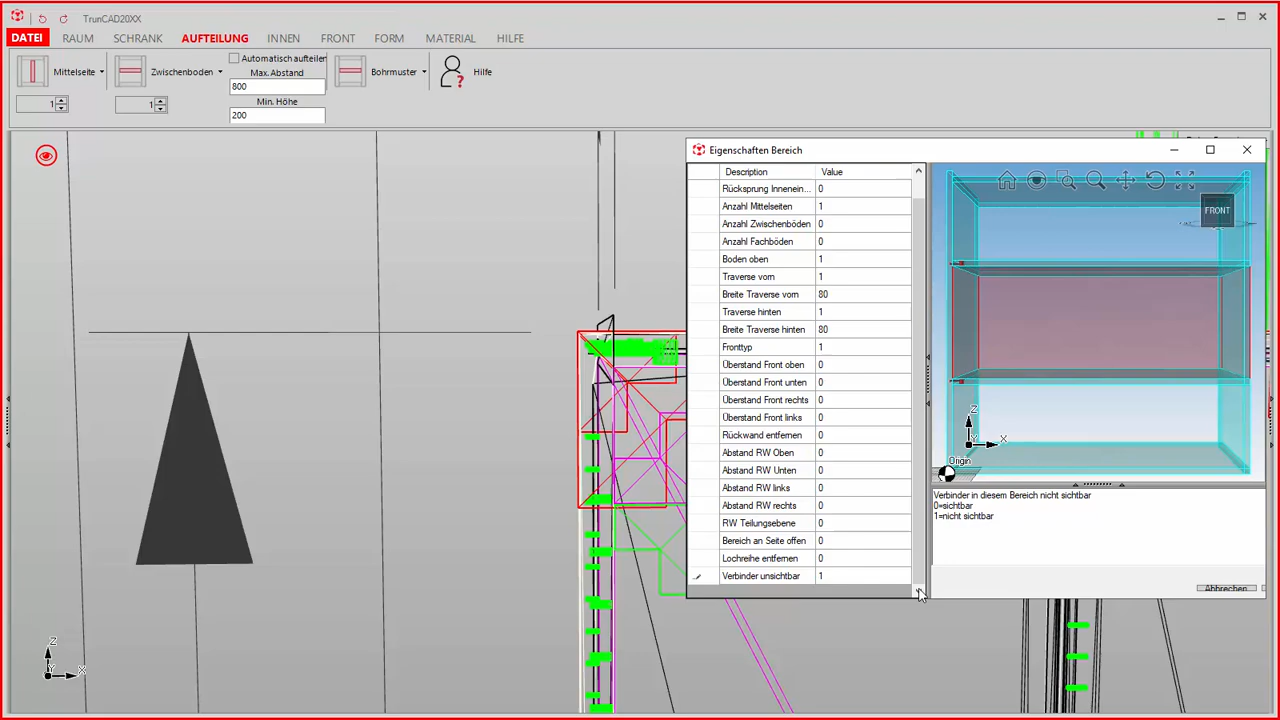 TrunCAD20XX
DATEI RAUM SCHRANK AUFTEILUNG INNEN FRONT FORM MATERIAL HILFE
Mittelseite
1
Zwischenboden
1
Automatisch aufteilen
Max. Abstand
800
Min. Höhe
200
Bohrmuster
Hilfe
Eigenschaften Bereich
Description Value
Rücksprung Innenein... 0
Anzahl Mittelseiten 1
Anzahl Zwischenböden 0
Anzahl Fachböden 0
Boden oben 1
Traverse vorn 1
Breite Traverse vorn 80
Traverse hinten 1
Breite Traverse hinten 80
Fronttyp 1
Überstand Front oben 0
Überstand Front unten 0
Überstand Front rechts 0
Überstand Front links 0
Rückwand entfernen 0
Abstand RW Oben 0
Abstand RW Unten 0
Abstand RW links 0
Abstand RW rechts 0
RW Teilungsebene 0
Bereich an Seite offen 0
Lochreihe entfernen 0
Verbinder unsichtbar 1
FRONT
Z
X
Origin
Verbinder in diesem Bereich nicht sichtbar
0=sichtbar
1=nicht sichtbar
Abbrechen
Z
Y
X